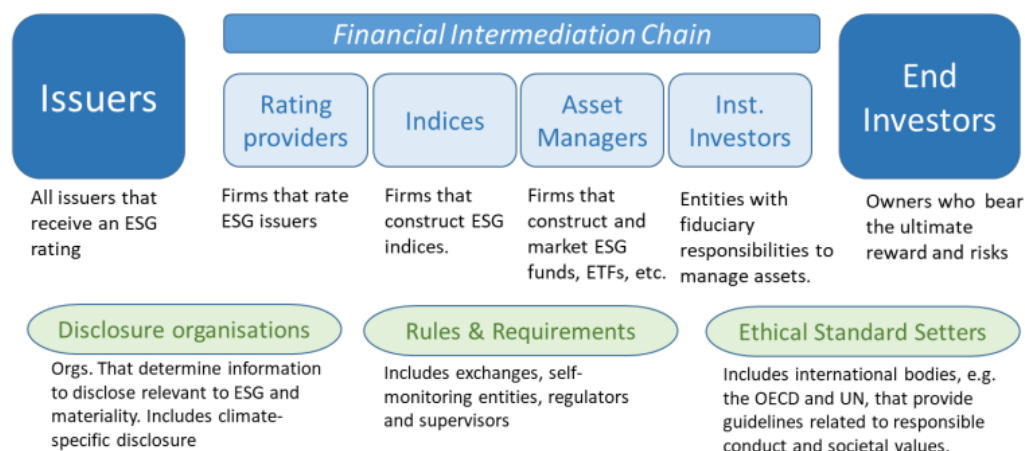 Issuers
Financial Intermediation Chain
Rating
providers
Indices
Asset
Managers
Inst.
Investors
End
Investors
All issuers that
receive an ESG
rating
Firms that rate
ESG issuers
Firms that
construct ESG
indices.
Firms that
construct and
market ESG
funds, ETFs, etc.
Entities with
fiduciary
responsibilities to
manage assets.
Owners who bear
the ultimate
reward and risks
Disclosure organisations
Orgs. That determine information
to disclose relevant to ESG and
materiality. Includes climate-
specific disclosure
Rules & Requirements
Includes exchanges, self-
monitoring entities, regulators
and supervisors
Ethical Standard Setters
Includes international bodies, e.g.
the OECD and UN, that provide
guidelines related to responsible
conduct and societal values.